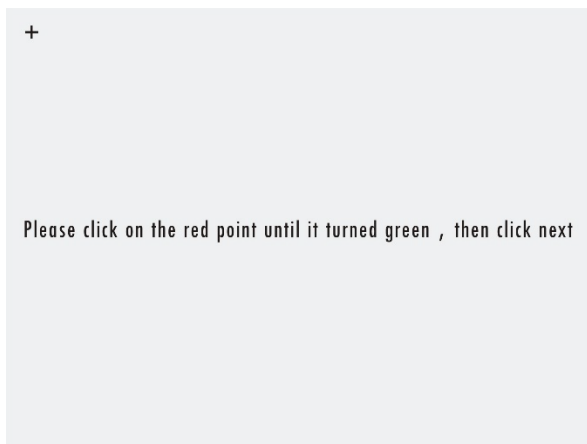 +
Please click on the red point until it turned green , then click next